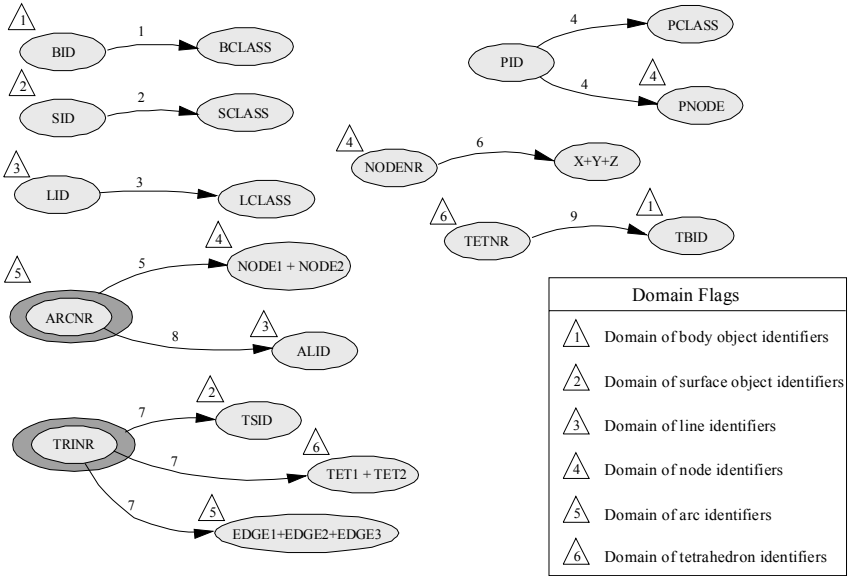 1
BID
1
BCLASS
2
SID
2
SCLASS
3
LID
3
LCLASS
5
ARCNR
5
4
NODE1 + NODE2
8
3
ALID
TRINR
7
2
TSID
7
6
TET1 + TET2
7
5
EDGE1+EDGE2+EDGE3
PID
4
PCLASS
4
4
PNODE
4
NODENR
6
X+Y+Z
6
TETNR
9
1
TBID
Domain Flags
1 Domain of body object identifiers
2 Domain of surface object identifiers
3 Domain of line identifiers
4 Domain of node identifiers
5 Domain of arc identifiers
6 Domain of tetrahedron identifiers